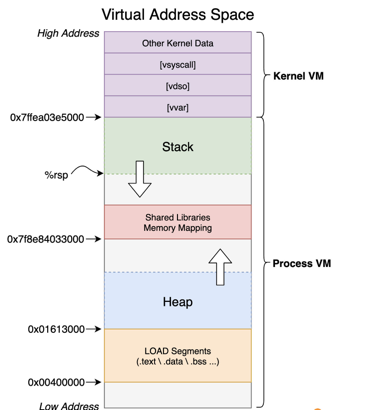 Virtual Address Space
High Address
Other Kernel Data
[vsyscall]
[vdso]
[vvar]
Kernel VM
0x7ffea03e5000
Stack
%rsp
Shared Libraries
Memory Mapping
0x7f8e84033000
Process VM
Heap
0x01613000
LOAD Segments
(.text \ .data \ .bss ...)
0x00400000
Low Address